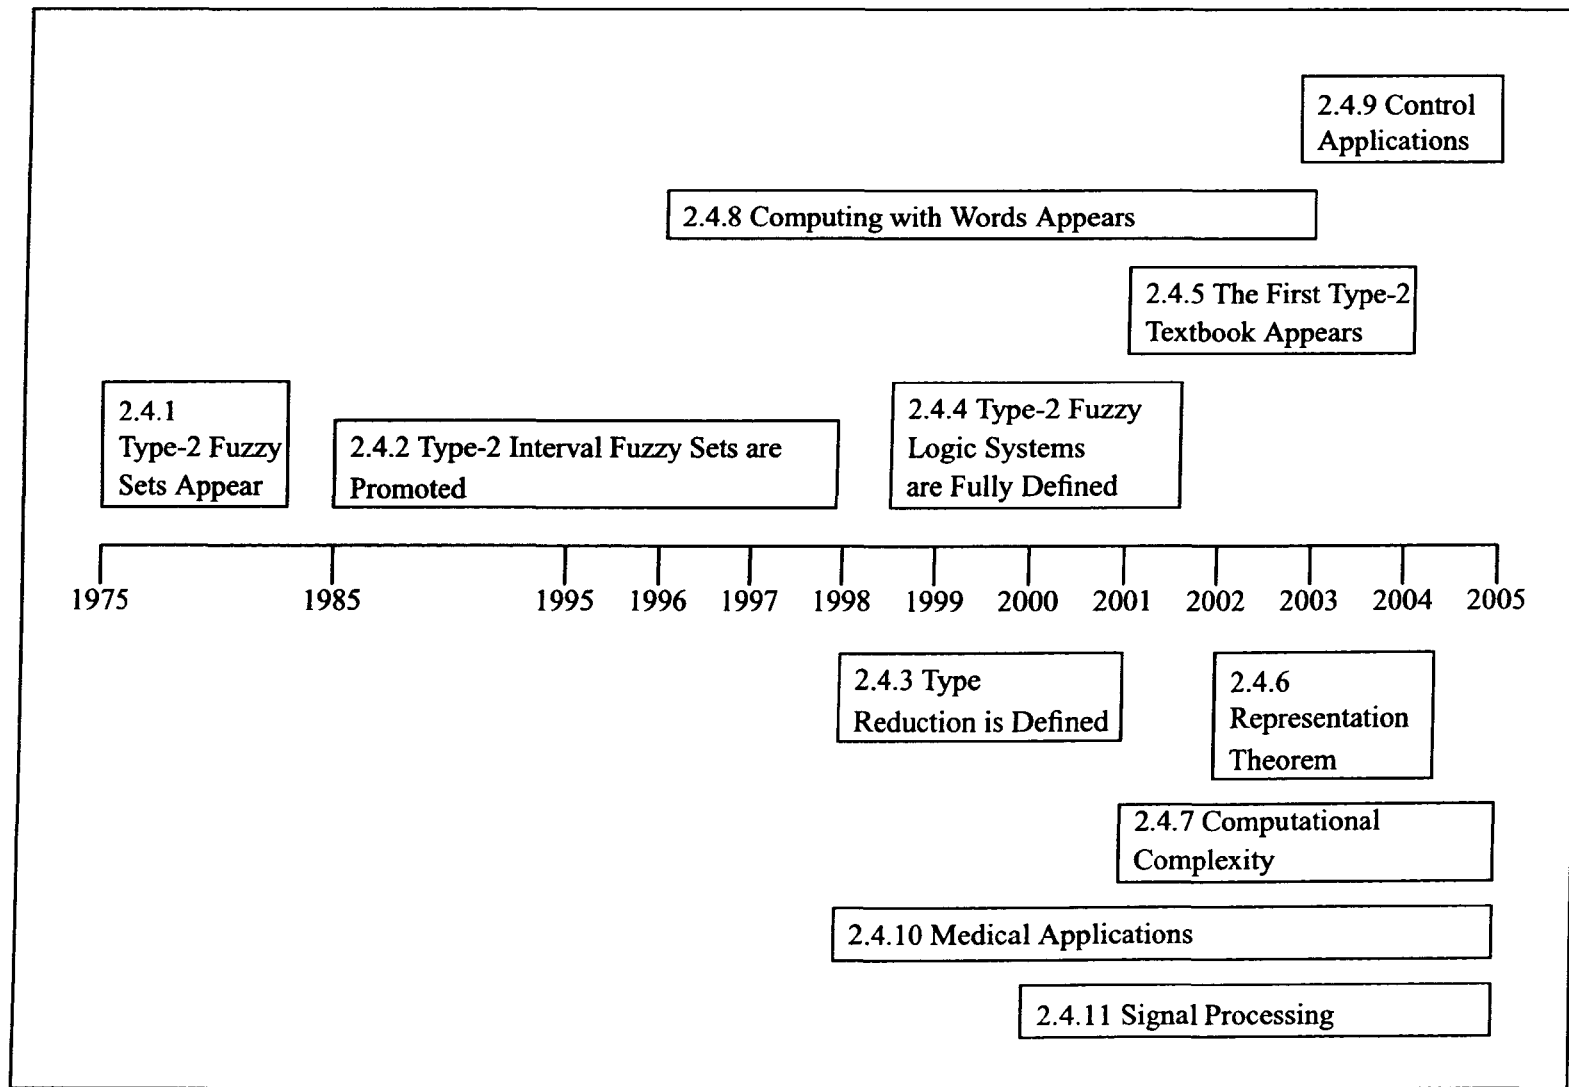 2.4.9 Control
Applications
2.4.8 Computing with Words Appears
2.4.5 The First Type-2
Textbook Appears
2.4.1
Type-2 Fuzzy
Sets Appear
2.4.2 Type-2 Interval Fuzzy Sets are
Promoted
2.4.4 Type-2 Fuzzy
Logic Systems
are Fully Defined
1975 1985 1995 1996 1997 1998 1999 2000 2001 2002 2003 2004 2005
2.4.3 Type
Reduction is Defined
2.4.6
Representation
Theorem
2.4.7 Computational
Complexity
2.4.10 Medical Applications
2.4.11 Signal Processing